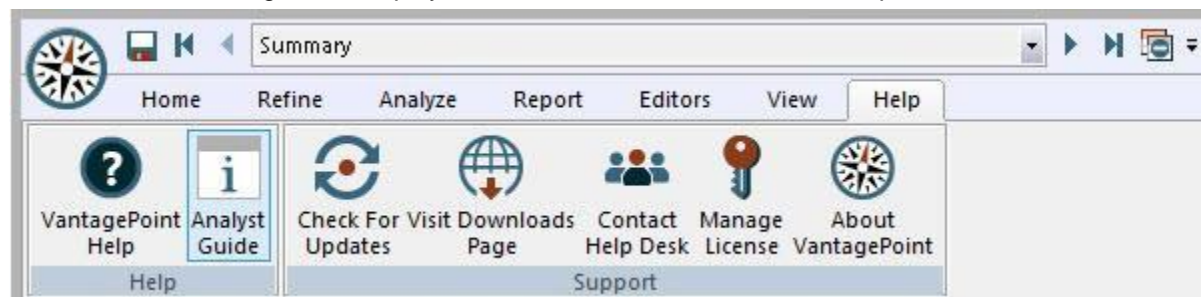 Summary
Home Refine Analyze Report Editors View Help
VantagePoint Help
Analyst Guide
Check For Updates
Visit Downloads Page
Contact Help Desk
Manage License
About VantagePoint
Help
Support